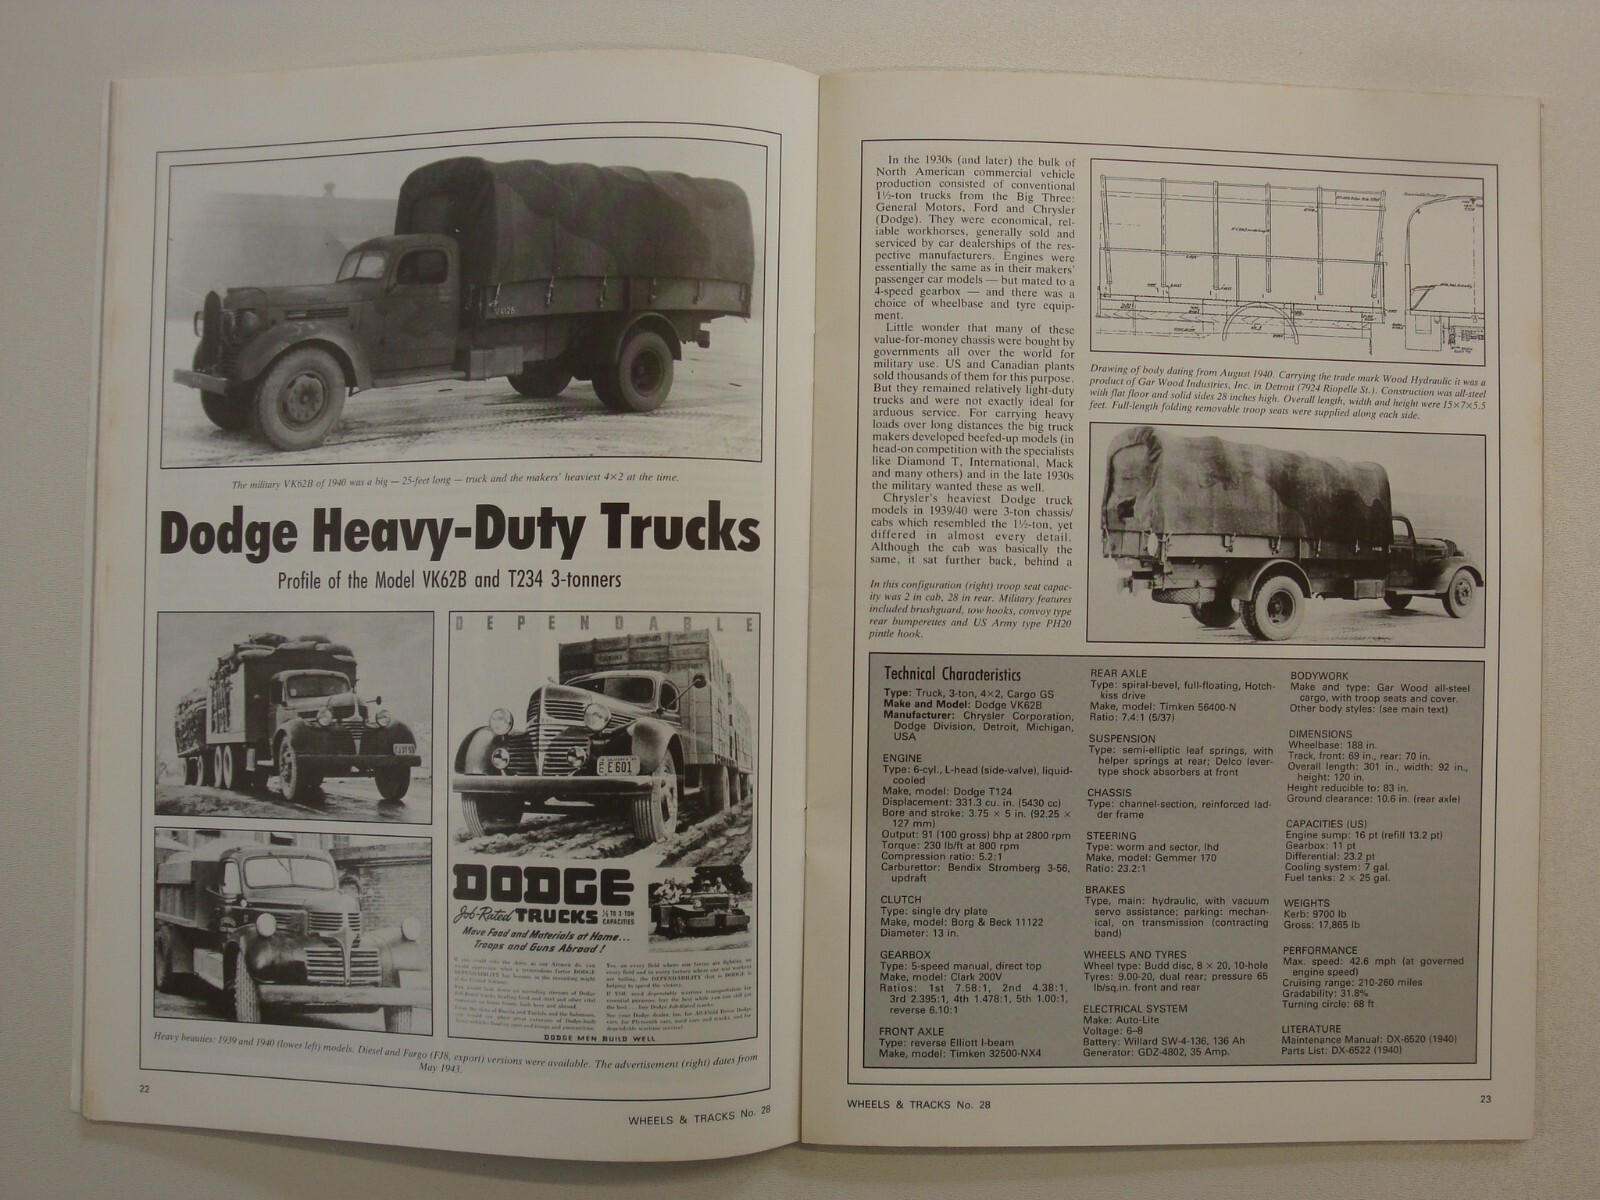 The military VK62B of 1940 was a big — 25-feet long — truck and the makers' heaviest 4×2 at the time.
Dodge Heavy-Duty Trucks
Profile of the Model VK62B and T234 3-tonners
DEPENDABLE
E 601
DODGE
Job-Rated TRUCKS ½ TO 3-TON
CAPACITIES
Move Food and Materials at Home...
Troops and Guns Abroad!
DODGE MEN BUILD WELL
Heavy beauties: 1939 and 1940 (lower left) models. Diesel and Fargo (FJ8, export) versions were available. The advertisement (right) dates from
May 1943.
22
WHEELS & TRACKS No. 28
In the 1930s (and later) the bulk of
North American commercial vehicle
production consisted of conventional
1½-ton trucks from the Big Three:
General Motors, Ford and Chrysler
(Dodge). They were economical, rel-
iable workhorses, generally sold and
serviced by car dealerships of the res-
pective manufacturers. Engines were
essentially the same as in their makers'
passenger car models — but mated to a
4-speed gearbox — and there was a
choice of wheelbase and tyre equip-
ment.
Little wonder that many of these
value-for-money chassis were bought by
governments all over the world for
military use. US and Canadian plants
sold thousands of them for this purpose.
But they remained relatively light-duty
trucks and were not exactly ideal for
arduous service. For carrying heavy
loads over long distances the big truck
makers developed beefed-up models (in
head-on competition with the specialists
like Diamond T, International, Mack
and many others) and in the late 1930s
the military wanted these as well.
Chrysler's heaviest Dodge truck
models in 1939/40 were 3-ton chassis/
cabs which resembled the 1½-ton, yet
differed in almost every detail.
Although the cab was basically the
same, it sat further back, behind a
In this configuration (right) troop seat capac-
ity was 2 in cab, 28 in rear. Military features
included brushguard, tow hooks, convoy type
rear bumperettes and US Army type PH20
pintle hook.
Drawing of body dating from August 1940. Carrying the trade mark Wood Hydraulic it was a
product of Gar Wood Industries, Inc. in Detroit (7924 Riopelle St.). Construction was all-steel
with flat floor and solid sides 28 inches high. Overall length, width and height were 15×7×5.5
feet. Full-length folding removable troop seats were supplied along each side.
Technical Characteristics
Type: Truck, 3-ton, 4×2, Cargo GS
Make and Model: Dodge VK62B
Manufacturer: Chrysler Corporation,
Dodge Division, Detroit, Michigan,
USA
ENGINE
Type: 6-cyl., L-head (side-valve), liquid-
cooled
Make, model: Dodge T124
Displacement: 331.3 cu. in. (5430 cc)
Bore and stroke: 3.75 × 5 in. (92.25 ×
127 mm)
Output: 91 (100 gross) bhp at 2800 rpm
Torque: 230 lb/ft at 800 rpm
Compression ratio: 5.2:1
Carburettor: Bendix Stromberg 3-56,
updraft
CLUTCH
Type: single dry plate
Make, model: Borg & Beck 11122
Diameter: 13 in.
GEARBOX
Type: 5-speed manual, direct top
Make, model: Clark 200V
Ratios: 1st 7.58:1, 2nd 4.38:1,
3rd 2.395:1, 4th 1.478:1, 5th 1.00:1,
reverse 6.10:1
FRONT AXLE
Type: reverse Elliott I-beam
Make, model: Timken 32500-NX4
REAR AXLE
Type: spiral-bevel, full-floating, Hotch-
kiss drive
Make, model: Timken 56400-N
Ratio: 7.4:1 (5/37)
SUSPENSION
Type: semi-elliptic leaf springs, with
helper springs at rear; Delco lever-
type shock absorbers at front
CHASSIS
Type: channel-section, reinforced lad-
der frame
STEERING
Type: worm and sector, lhd
Make, model: Gemmer 170
Ratio: 23.2:1
BRAKES
Type, main: hydraulic, with vacuum
servo assistance; parking: mechan-
ical, on transmission (contracting
band)
WHEELS AND TYRES
Wheel type: Budd disc, 8 × 20, 10-hole
Tyres: 9.00-20, dual rear; pressure 65
lb/sq.in. front and rear
ELECTRICAL SYSTEM
Make: Auto-Lite
Voltage: 6–8
Battery: Willard SW-4-136, 136 Ah
Generator: GDZ-4802, 35 Amp.
BODYWORK
Make and type: Gar Wood all-steel
cargo, with troop seats and cover.
Other body styles: (see main text)
DIMENSIONS
Wheelbase: 188 in.
Track, front: 69 in., rear: 70 in.
Overall length: 301 in., width: 92 in.,
height: 120 in.
Height reducible to: 83 in.
Ground clearance: 10.6 in. (rear axle)
CAPACITIES (US)
Engine sump: 16 pt (refill 13.2 pt)
Gearbox: 11 pt
Differential: 23.2 pt
Cooling system: 7 gal.
Fuel tanks: 2 × 25 gal.
WEIGHTS
Kerb: 9700 lb
Gross: 17,865 lb
PERFORMANCE
Max. speed: 42.6 mph (at governed
engine speed)
Cruising range: 210-260 miles
Gradability: 31.8%
Turning circle: 68 ft
LITERATURE
Maintenance Manual: DX-6520 (1940)
Parts List: DX-6522 (1940)
WHEELS & TRACKS No. 28
23